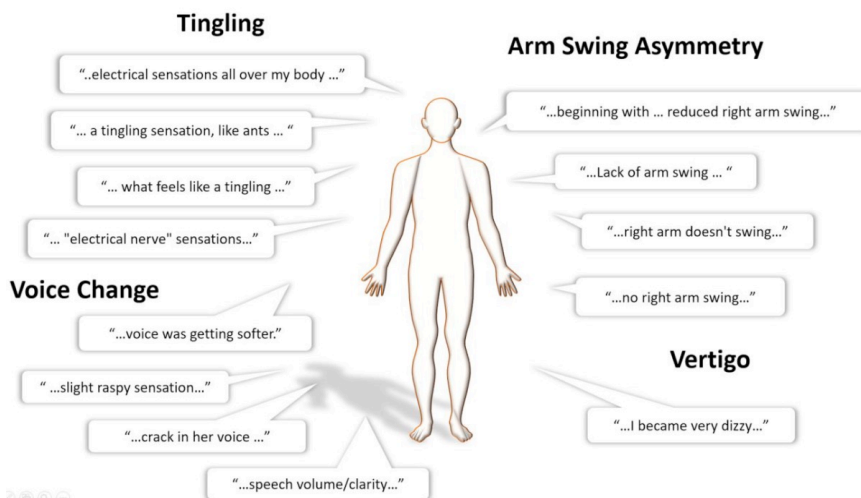 Tingling
“..electrical sensations all over my body ...”
“... a tingling sensation, like ants ... “
“... what feels like a tingling ...”
“... "electrical nerve" sensations...”
Voice Change
“...voice was getting softer.”
“ ...slight raspy sensation...”
“...crack in her voice ...”
“...speech volume/clarity...”
Arm Swing Asymmetry
“...beginning with ... reduced right arm swing...”
“...Lack of arm swing ... “
“...right arm doesn't swing...”
“...no right arm swing...”
Vertigo
“...I became very dizzy...”